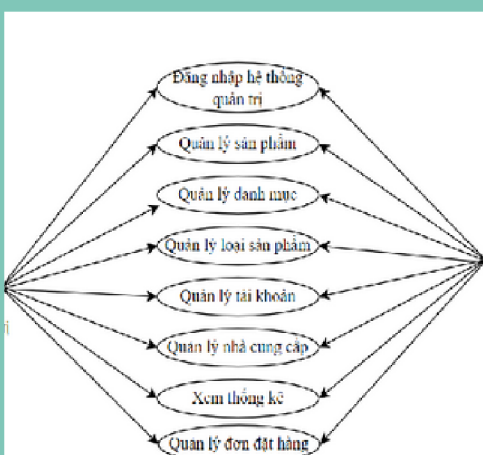 Đăng nhập hệ thống
quản trị
Quản lý sản phẩm
Quản lý danh mục
Quản lý loại sản phẩm
Quản lý tài khoản
Quản lý nhà cung cấp
Xem thống kê
Quản lý đơn đặt hàng